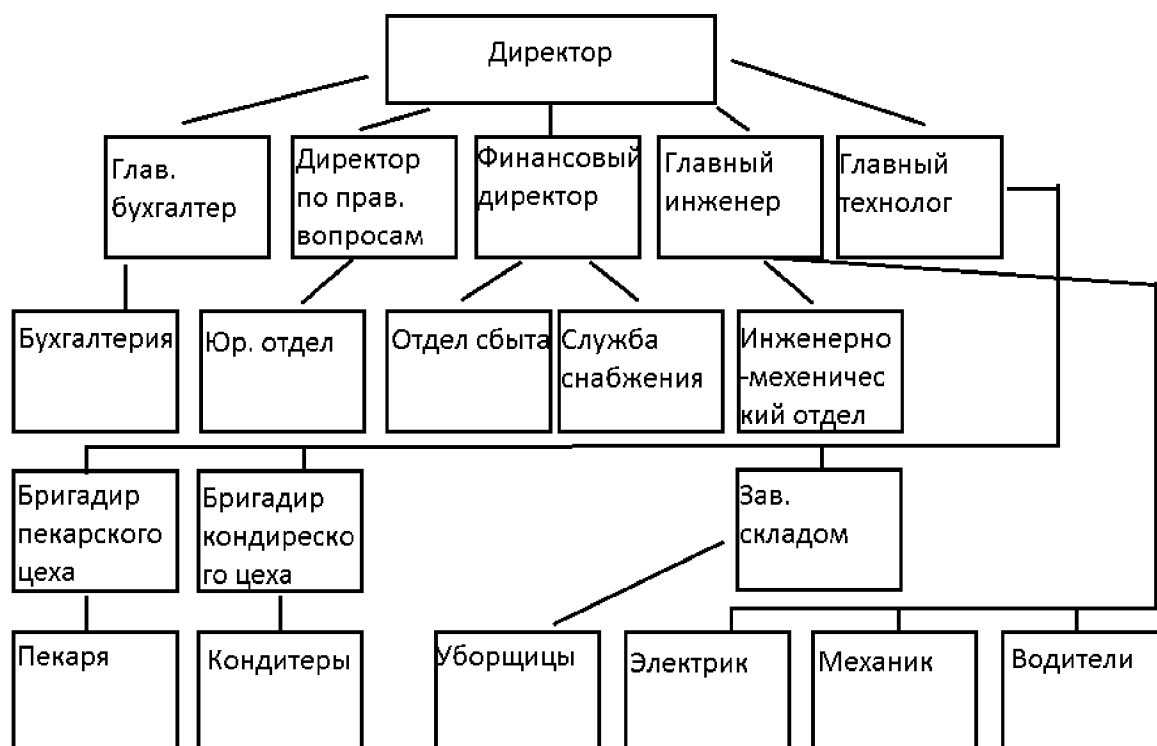 Директор
Глав.
бухгалтер
Директор
по прав.
вопросам
Финансовый
директор
Главный
инженер
Главный
технолог
Бухгалтерия
Юр. отдел
Отдел сбыта
Служба
снабжения
Инженерно
-мехеничес
кий отдел
Бригадир
пекарского
цеха
Бригадир
кондиреско
го цеха
Зав.
складом
Пекаря
Кондитеры
Уборщицы
Электрик
Механик
Водители